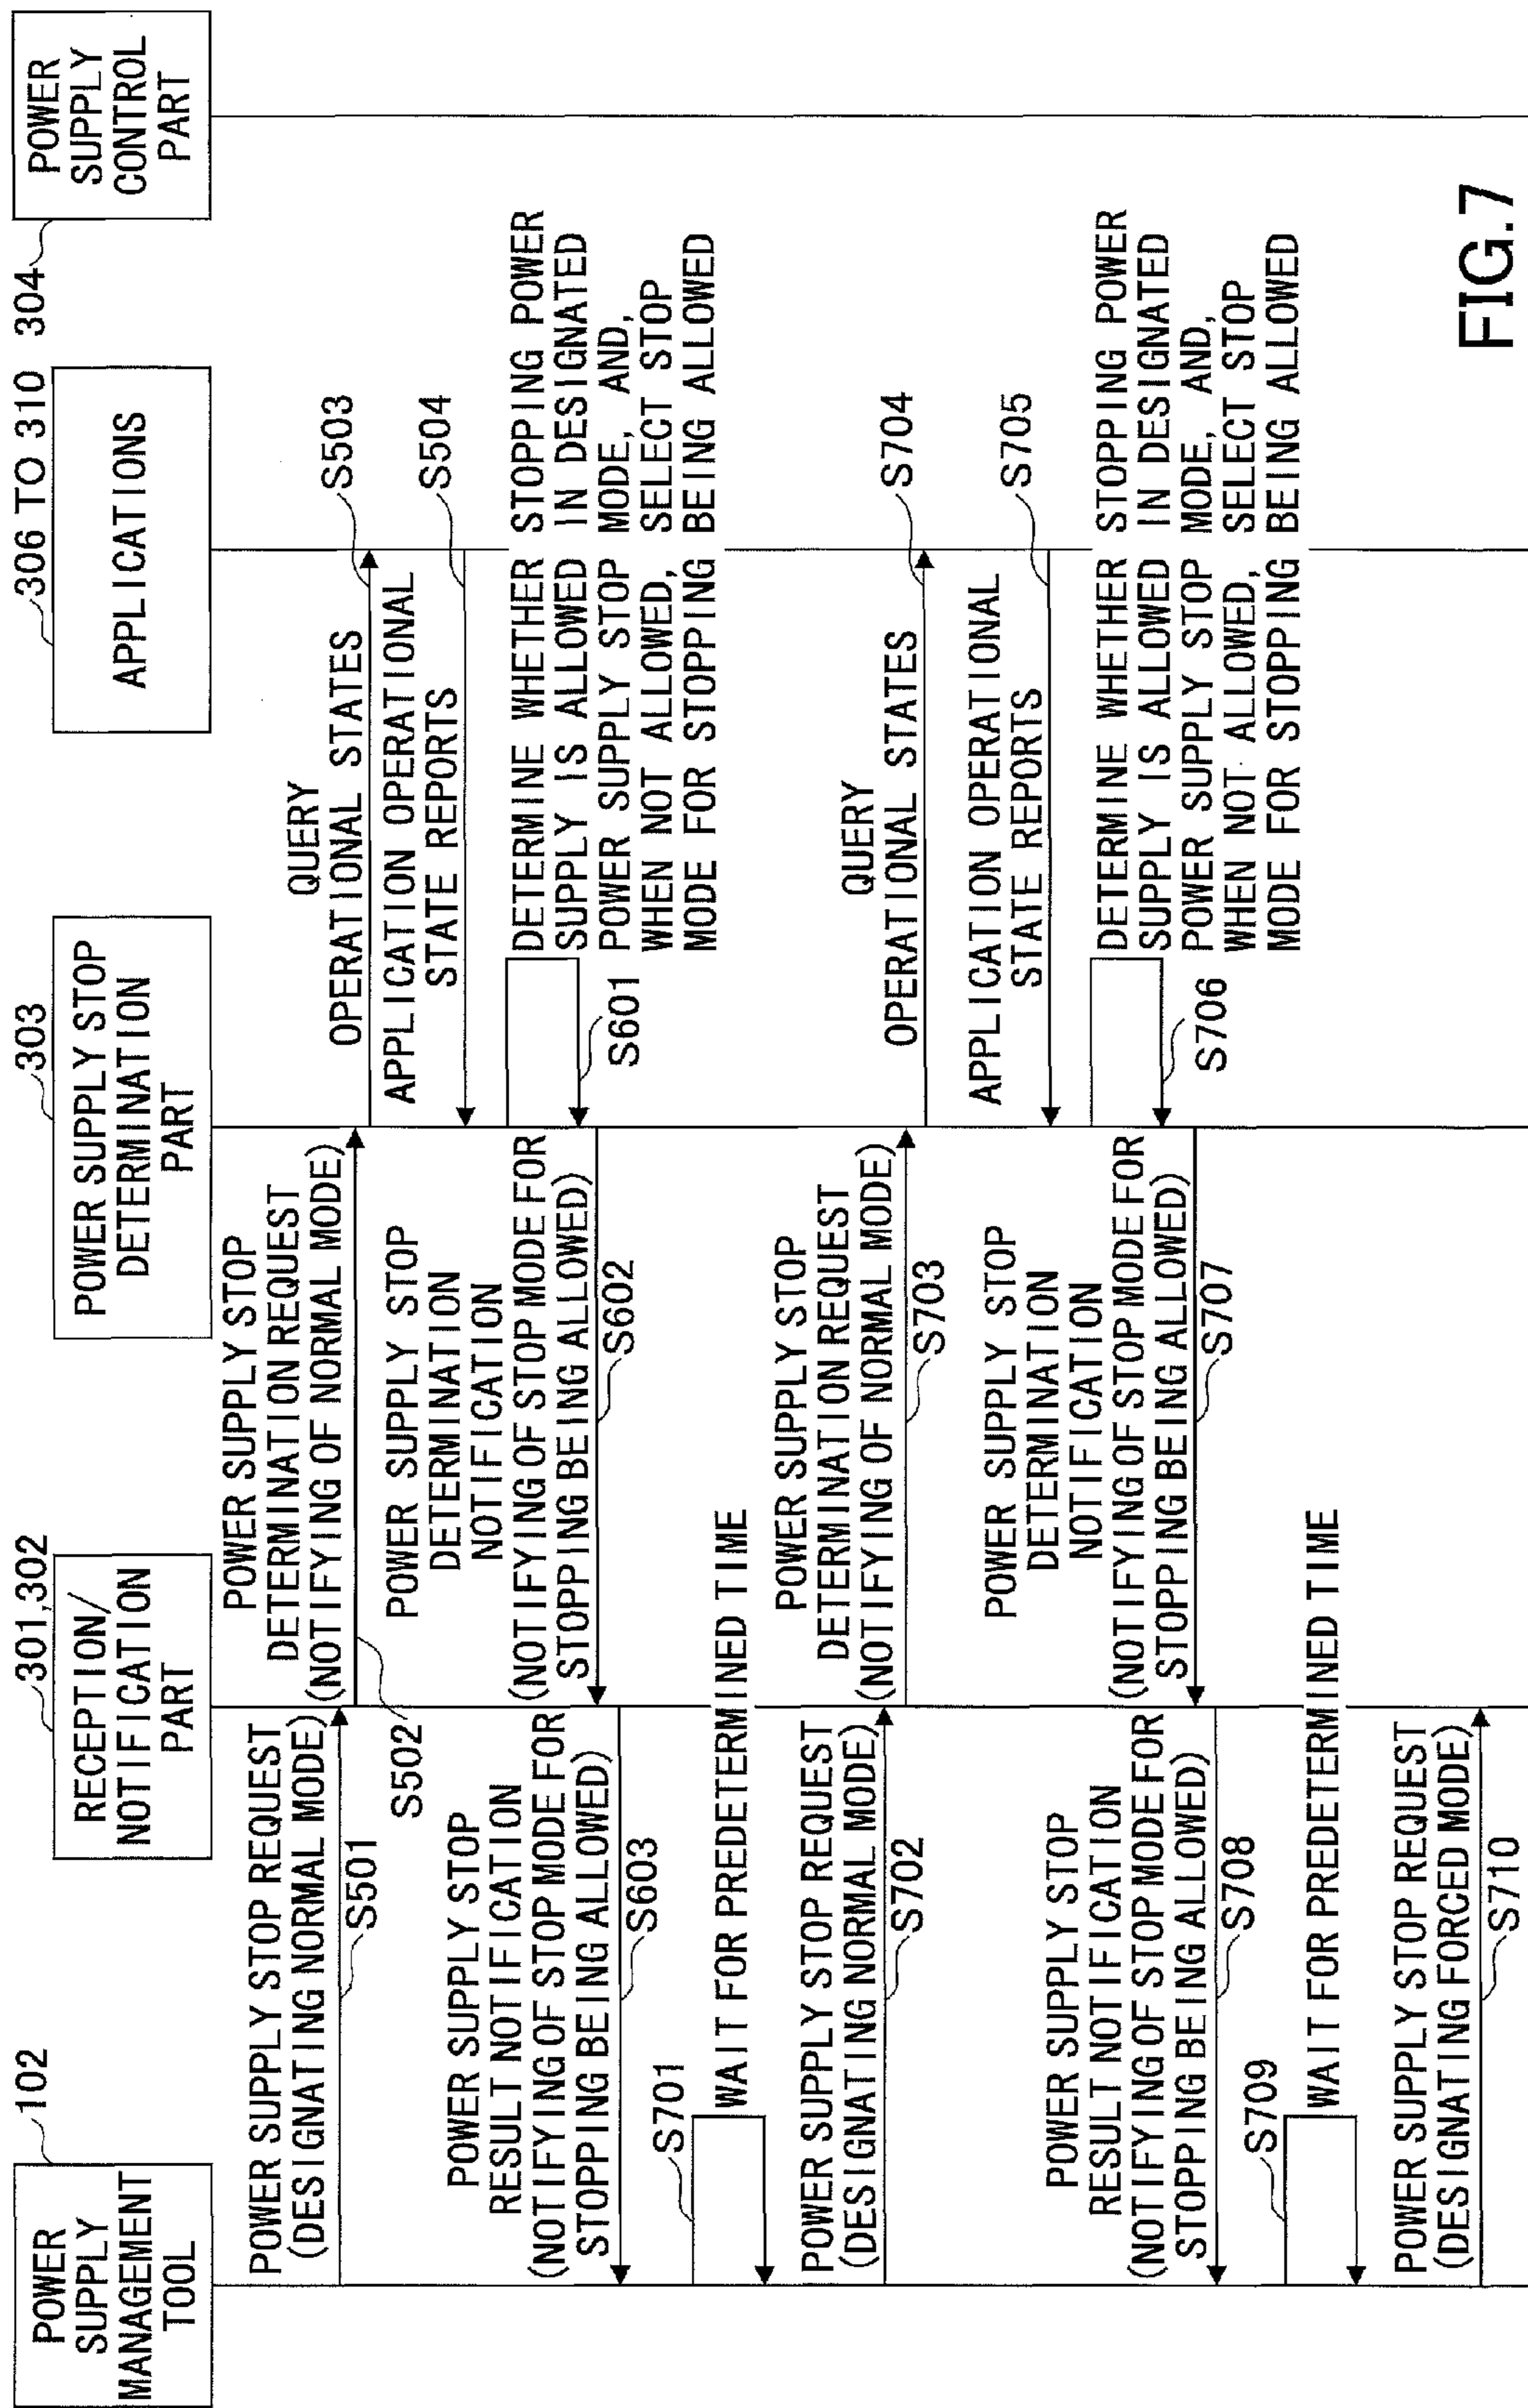 102
POWER
SUPPLY
MANAGEMENT
TOOL
301,302
RECEPTION/
NOTIFICATION
PART
303
POWER SUPPLY STOP
DETERMINATION
PART
306 TO 310
APPLICATIONS
304
POWER
SUPPLY
CONTROL
PART
POWER SUPPLY STOP REQUEST
(DESIGNATING NORMAL MODE)
S501
POWER SUPPLY STOP
DETERMINATION REQUEST
(NOTIFYING OF NORMAL MODE)
S502
QUERY
OPERATIONAL STATES
S503
APPLICATION OPERATIONAL
STATE REPORTS
S504
DETERMINE WHETHER STOPPING POWER
SUPPLY IS ALLOWED IN DESIGNATED
POWER SUPPLY STOP MODE, AND,
WHEN NOT ALLOWED, SELECT STOP
MODE FOR STOPPING BEING ALLOWED
S601
POWER SUPPLY STOP
DETERMINATION
NOTIFICATION
(NOTIFYING OF STOP MODE FOR
STOPPING BEING ALLOWED)
S602
POWER SUPPLY STOP
RESULT NOTIFICATION
(NOTIFYING OF STOP MODE FOR
STOPPING BEING ALLOWED)
S603
S701
WAIT FOR PREDETERMINED TIME
POWER SUPPLY STOP REQUEST
(DESIGNATING NORMAL MODE)
S702
POWER SUPPLY STOP
DETERMINATION REQUEST
(NOTIFYING OF NORMAL MODE)
S703
QUERY
OPERATIONAL STATES
S704
APPLICATION OPERATIONAL
STATE REPORTS
S705
DETERMINE WHETHER STOPPING POWER
SUPPLY IS ALLOWED IN DESIGNATED
POWER SUPPLY STOP MODE, AND,
WHEN NOT ALLOWED, SELECT STOP
MODE FOR STOPPING BEING ALLOWED
S706
POWER SUPPLY STOP
DETERMINATION
NOTIFICATION
(NOTIFYING OF STOP MODE FOR
STOPPING BEING ALLOWED)
S707
POWER SUPPLY STOP
RESULT NOTIFICATION
(NOTIFYING OF STOP MODE FOR
STOPPING BEING ALLOWED)
S708
S709
WAIT FOR PREDETERMINED TIME
POWER SUPPLY STOP REQUEST
(DESIGNATING FORCED MODE)
S710
FIG.7